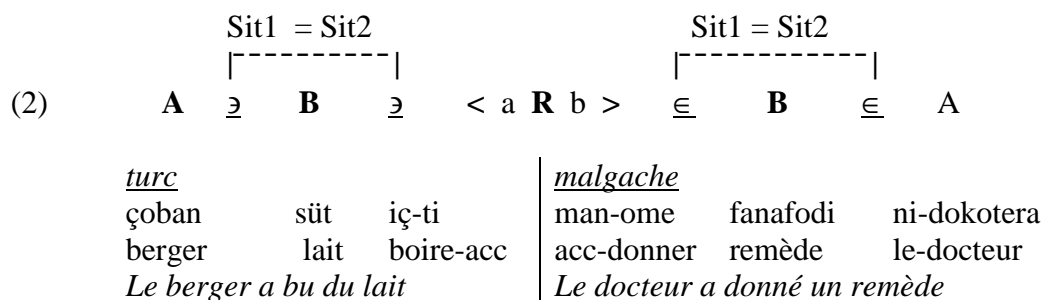 Sit1 = Sit2 Sit1 = Sit2
(2) A ∍ B ∍ < a R b > ∈ B ∈ A
turc malgache
çoban süt iç-ti man-ome fanafodi ni-dokotera
berger lait boire-acc acc-donner remède le-docteur
Le berger a bu du lait Le docteur a donné un remède